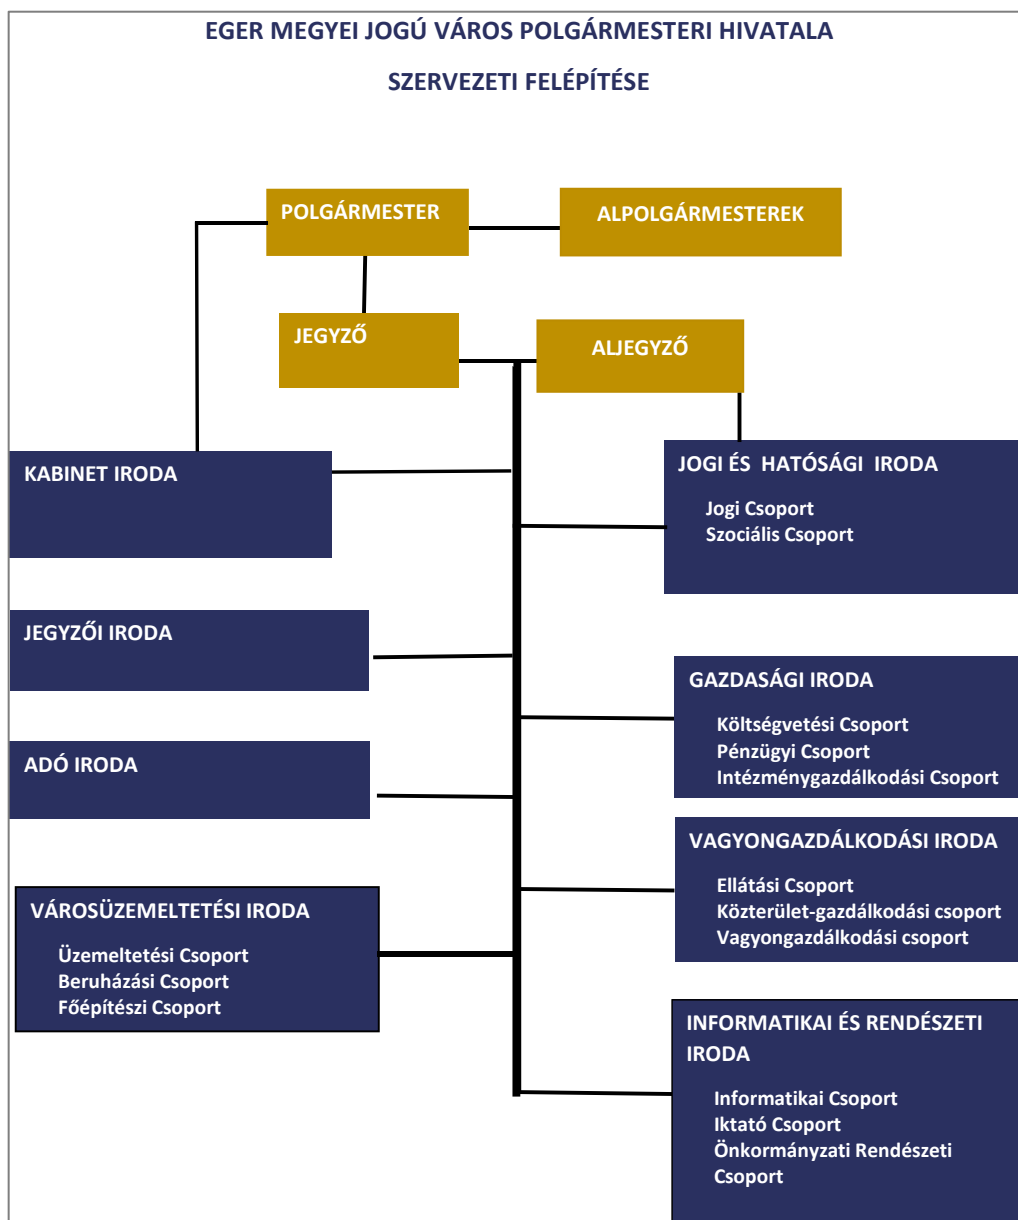 EGER MEGYEI JOGÚ VÁROS POLGÁRMESTERI HIVATALA
SZERVEZETI FELÉPÍTÉSE
POLGÁRMESTER
ALPOLGÁRMESTEREK
JEGYZŐ
ALJEGYZŐ
KABINET IRODA
JOGI ÉS HATÓSÁGI IRODA
Jogi Csoport
Szociális Csoport
JEGYZŐI IRODA
GAZDASÁGI IRODA
Költségvetési Csoport
Pénzügyi Csoport
Intézménygazdálkodási Csoport
ADÓ IRODA
VAGYONGAZDÁLKODÁSI IRODA
Ellátási Csoport
Közterület-gazdálkodási csoport
Vagyongazdálkodási csoport
VÁROSÜZEMELTETÉSI IRODA
Üzemeltetési Csoport
Beruházási Csoport
Főépítészi Csoport
INFORMATIKAI ÉS RENDÉSZETI
IRODA
Informatikai Csoport
Iktató Csoport
Önkormányzati Rendészeti
Csoport